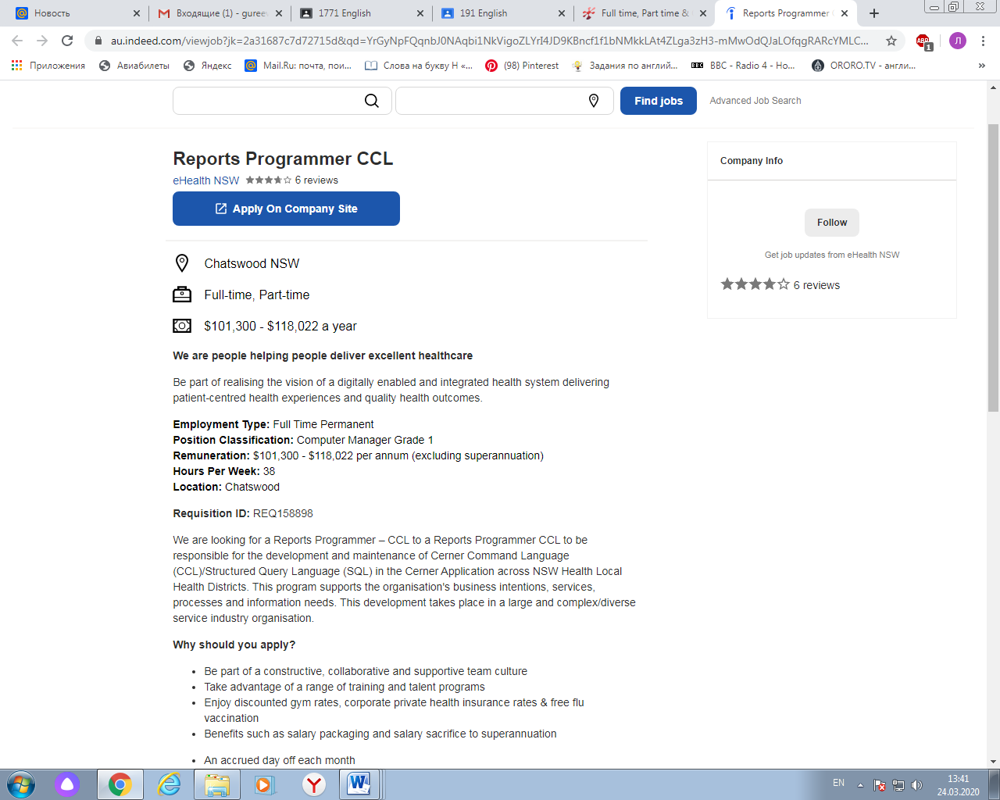 Новость
Входящие (1) - guree
1771 English
191 English
Full time, Part time &
Reports Programmer
au.indeed.com/viewjob?jk=2a31687c7d72715d&qd=YrGyNpFQqnbJ0NAqbi1NkVigoZLYrI4JD9KBncf1f1bNMkkLAt4ZLga3zH3-mMwOdQJaLOfqgRARcYMLC...
ABP
1
Л
Приложения
Авиабилеты
Яндекс
Mail.Ru: почта, пои...
Слова на букву Н «...
(98) Pinterest
Задания по англий...
BBC - Radio 4 - Ho...
ORORO.TV - англи...
»
Find jobs
Advanced Job Search
Reports Programmer CCL
eHealth NSW 6 reviews
Apply On Company Site
Company Info
Follow
Get job updates from eHealth NSW
6 reviews
Chatswood NSW
Full-time, Part-time
$101,300 - $118,022 a year
We are people helping people deliver excellent healthcare
Be part of realising the vision of a digitally enabled and integrated health system delivering
patient-centred health experiences and quality health outcomes.
Employment Type: Full Time Permanent
Position Classification: Computer Manager Grade 1
Remuneration: $101,300 - $118,022 per annum (excluding superannuation)
Hours Per Week: 38
Location: Chatswood
Requisition ID: REQ158898
We are looking for a Reports Programmer – CCL to a Reports Programmer CCL to be
responsible for the development and maintenance of Cerner Command Language
(CCL)/Structured Query Language (SQL) in the Cerner Application across NSW Health Local
Health Districts. This program supports the organisation's business intentions, services,
processes and information needs. This development takes place in a large and complex/diverse
service industry organisation.
Why should you apply?
• Be part of a constructive, collaborative and supportive team culture
• Take advantage of a range of training and talent programs
• Enjoy discounted gym rates, corporate private health insurance rates & free flu
vaccination
• Benefits such as salary packaging and salary sacrifice to superannuation
• An accrued day off each month
EN
13:41
24.03.2020